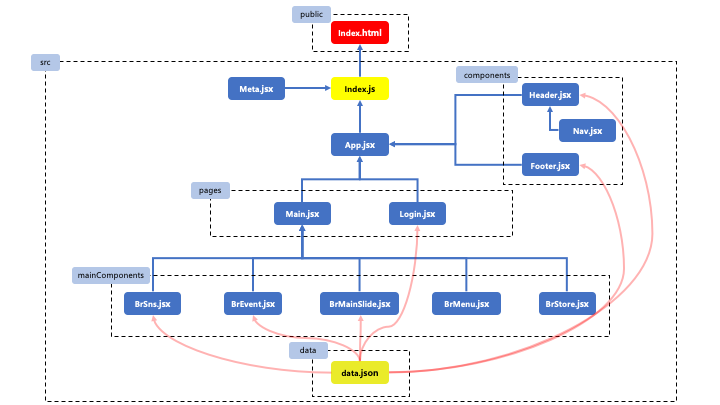 public
Index.html
src
components
Meta.jsx
Index.js
Header.jsx
Nav.jsx
App.jsx
Footer.jsx
pages
Main.jsx
Login.jsx
mainComponents
BrSns.jsx
BrEvent.jsx
BrMainSlide.jsx
BrMenu.jsx
BrStore.jsx
data
data.json